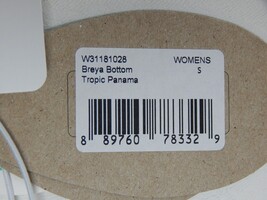 W31181028 WOMENS
Breya Bottom S
Tropic Panama
8 89760 78332 9